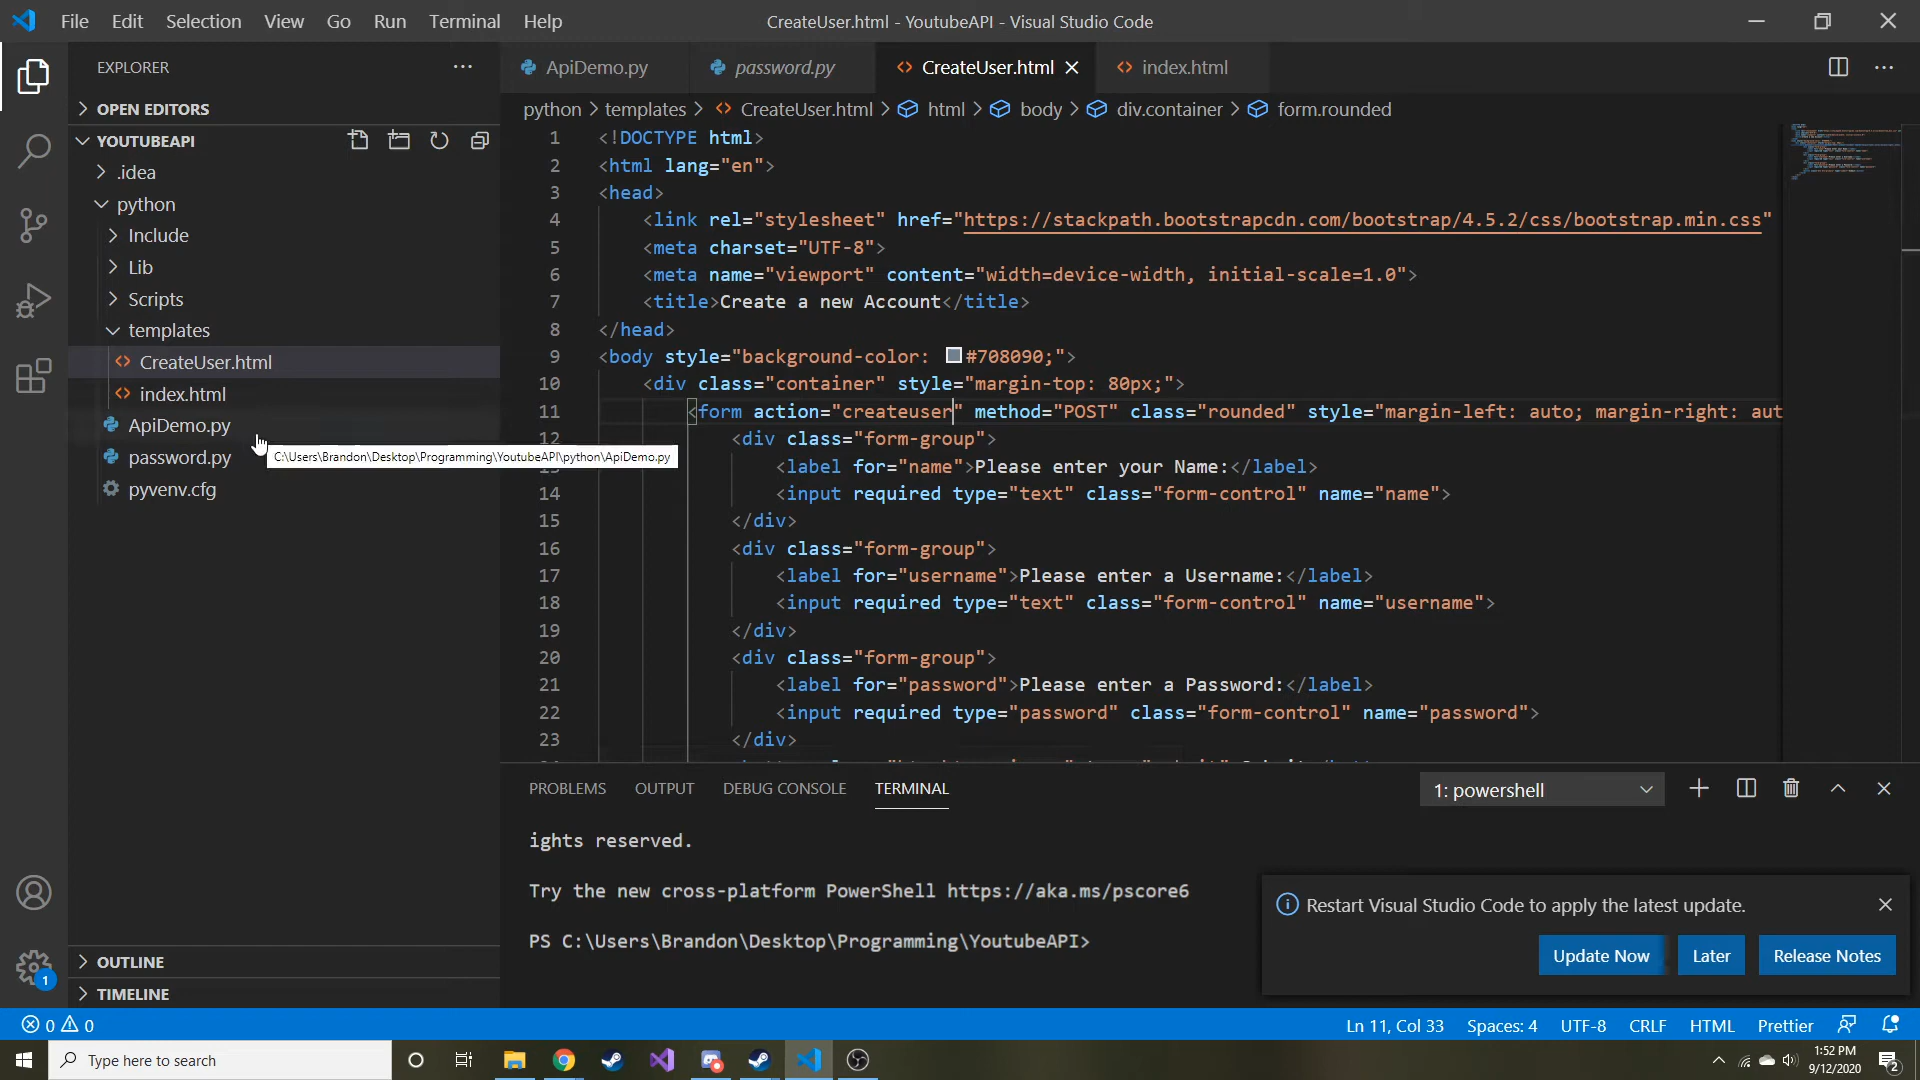 File Edit Selection View Go Run Terminal Help
CreateUser.html - YoutubeAPI - Visual Studio Code
EXPLORER
OPEN EDITORS
YOUTUBEAPI
.idea
python
Include
Lib
Scripts
templates
CreateUser.html
index.html
ApiDemo.py
password.py
pyvenv.cfg
C:\Users\Brandon\Desktop\Programming\YoutubeAPI\python\ApiDemo.py
OUTLINE
TIMELINE
1
ApiDemo.py password.py CreateUser.html index.html
python > templates > CreateUser.html > html > body > div.container > form.rounded
1 <!DOCTYPE html>
2 <html lang="en">
3 <head>
4 <link rel="stylesheet" href="https://stackpath.bootstrapcdn.com/bootstrap/4.5.2/css/bootstrap.min.css"
5 <meta charset="UTF-8">
6 <meta name="viewport" content="width=device-width, initial-scale=1.0">
7 <title>Create a new Account</title>
8 </head>
9 <body style="background-color: #708090;">
10 <div class="container" style="margin-top: 80px;">
11 <form action="createuser" method="POST" class="rounded" style="margin-left: auto; margin-right: aut
12 <div class="form-group">
<label for="name">Please enter your Name:</label>
14 <input required type="text" class="form-control" name="name">
15 </div>
16 <div class="form-group">
17 <label for="username">Please enter a Username:</label>
18 <input required type="text" class="form-control" name="username">
19 </div>
20 <div class="form-group">
21 <label for="password">Please enter a Password:</label>
22 <input required type="password" class="form-control" name="password">
23 </div>
PROBLEMS OUTPUT DEBUG CONSOLE TERMINAL
1: powershell
ights reserved.
Try the new cross-platform PowerShell https://aka.ms/pscore6
PS C:\Users\Brandon\Desktop\Programming\YoutubeAPI>
Restart Visual Studio Code to apply the latest update.
Update Now Later Release Notes
0 0
Ln 11, Col 33 Spaces: 4 UTF-8 CRLF HTML Prettier
Type here to search
1:52 PM
9/12/2020
2